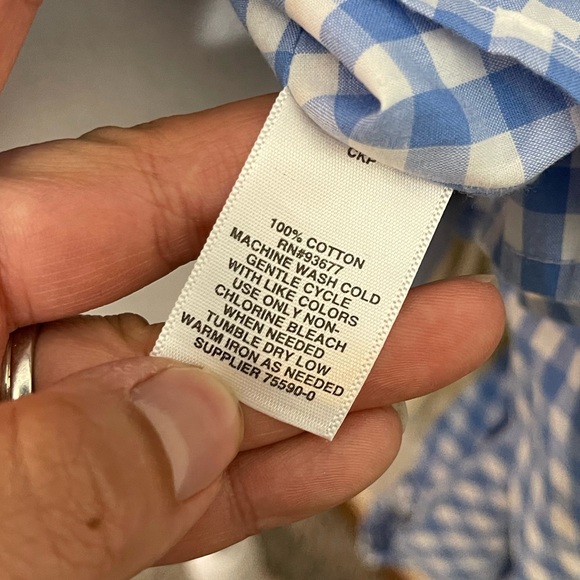 CKP
100% COTTON
RN#93677
MACHINE WASH COLD
GENTLE CYCLE
WITH LIKE COLORS
USE ONLY NON-
CHLORINE BLEACH
WHEN NEEDED
TUMBLE DRY LOW
WARM IRON AS NEEDED
SUPPLIER 75590-0